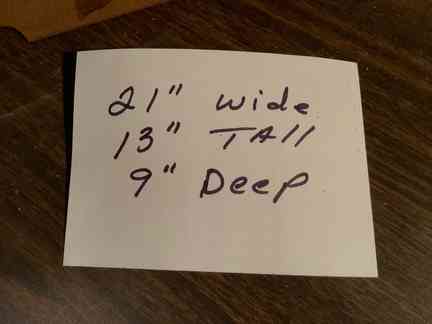 21" wide
13" TAll
9" Deep